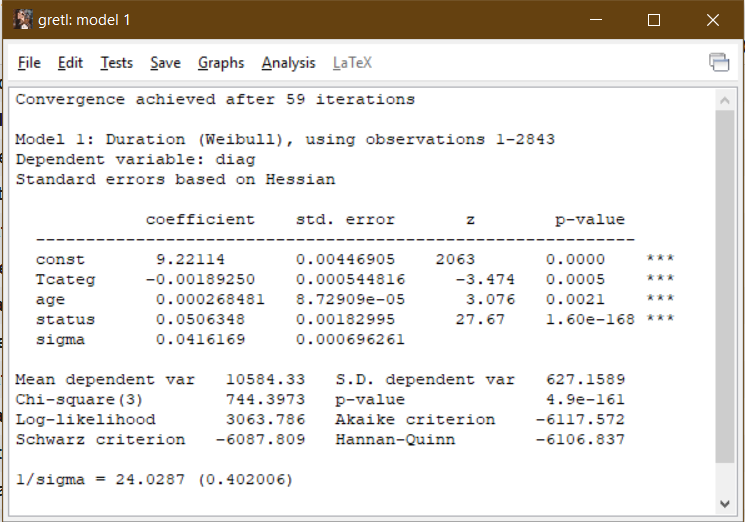 gretl: model 1
File Edit Tests Save Graphs Analysis LaTeX
Convergence achieved after 59 iterations
Model 1: Duration (Weibull), using observations 1-2843
Dependent variable: diag
Standard errors based on Hessian
coefficient std. error z p-value
---------------------------------------------------------------
const 9.22114 0.00446905 2063 0.0000 ***
Tcateg −0.00189250 0.000544816 −3.474 0.0005 ***
age 0.000268481 8.72909e-05 3.076 0.0021 ***
status 0.0506348 0.00182995 27.67 1.60e-168 ***
sigma 0.0416169 0.000696261
Mean dependent var 10584.33 S.D. dependent var 627.1589
Chi-square(3) 744.3973 p-value 4.9e-161
Log-likelihood 3063.786 Akaike criterion −6117.572
Schwarz criterion −6087.809 Hannan-Quinn −6106.837
1/sigma = 24.0287 (0.402006)